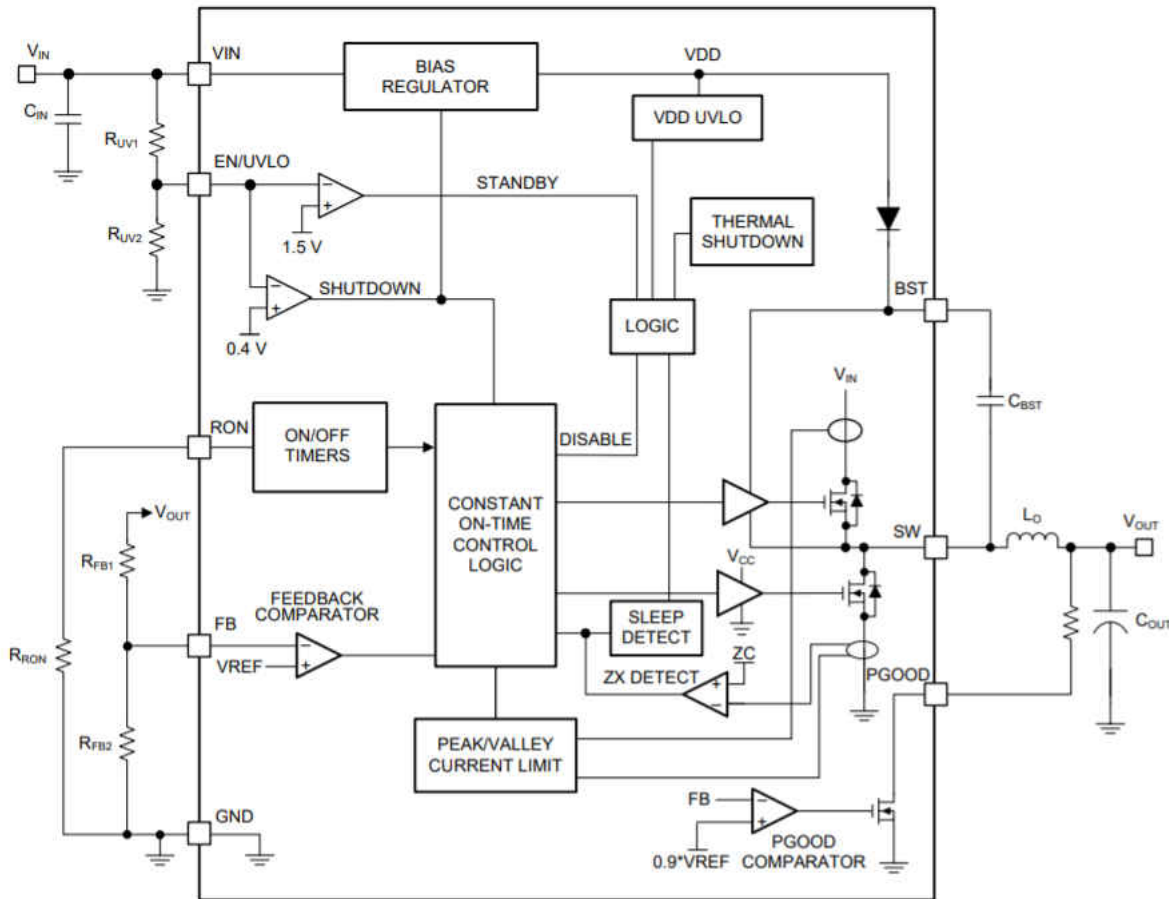 VIN
VIN
BIAS
REGULATOR
VDD
CIN
RUV1
VDD UVLO
EN/UVLO
STANDBY
THERMAL
SHUTDOWN
RUV2
1.5 V
SHUTDOWN
BST
LOGIC
0.4 V
VIN
CBST
RON
ON/OFF
TIMERS
DISABLE
CONSTANT
ON-TIME
CONTROL
LOGIC
VOUT
SW
LO
VOUT
RFB1
VCC
FEEDBACK
COMPARATOR
SLEEP
DETECT
COUT
FB
VREF
RRON
ZC
ZX DETECT
PGOOD
RFB2
PEAK/VALLEY
CURRENT LIMIT
FB
GND
0.9*VREF
PGOOD
COMPARATOR